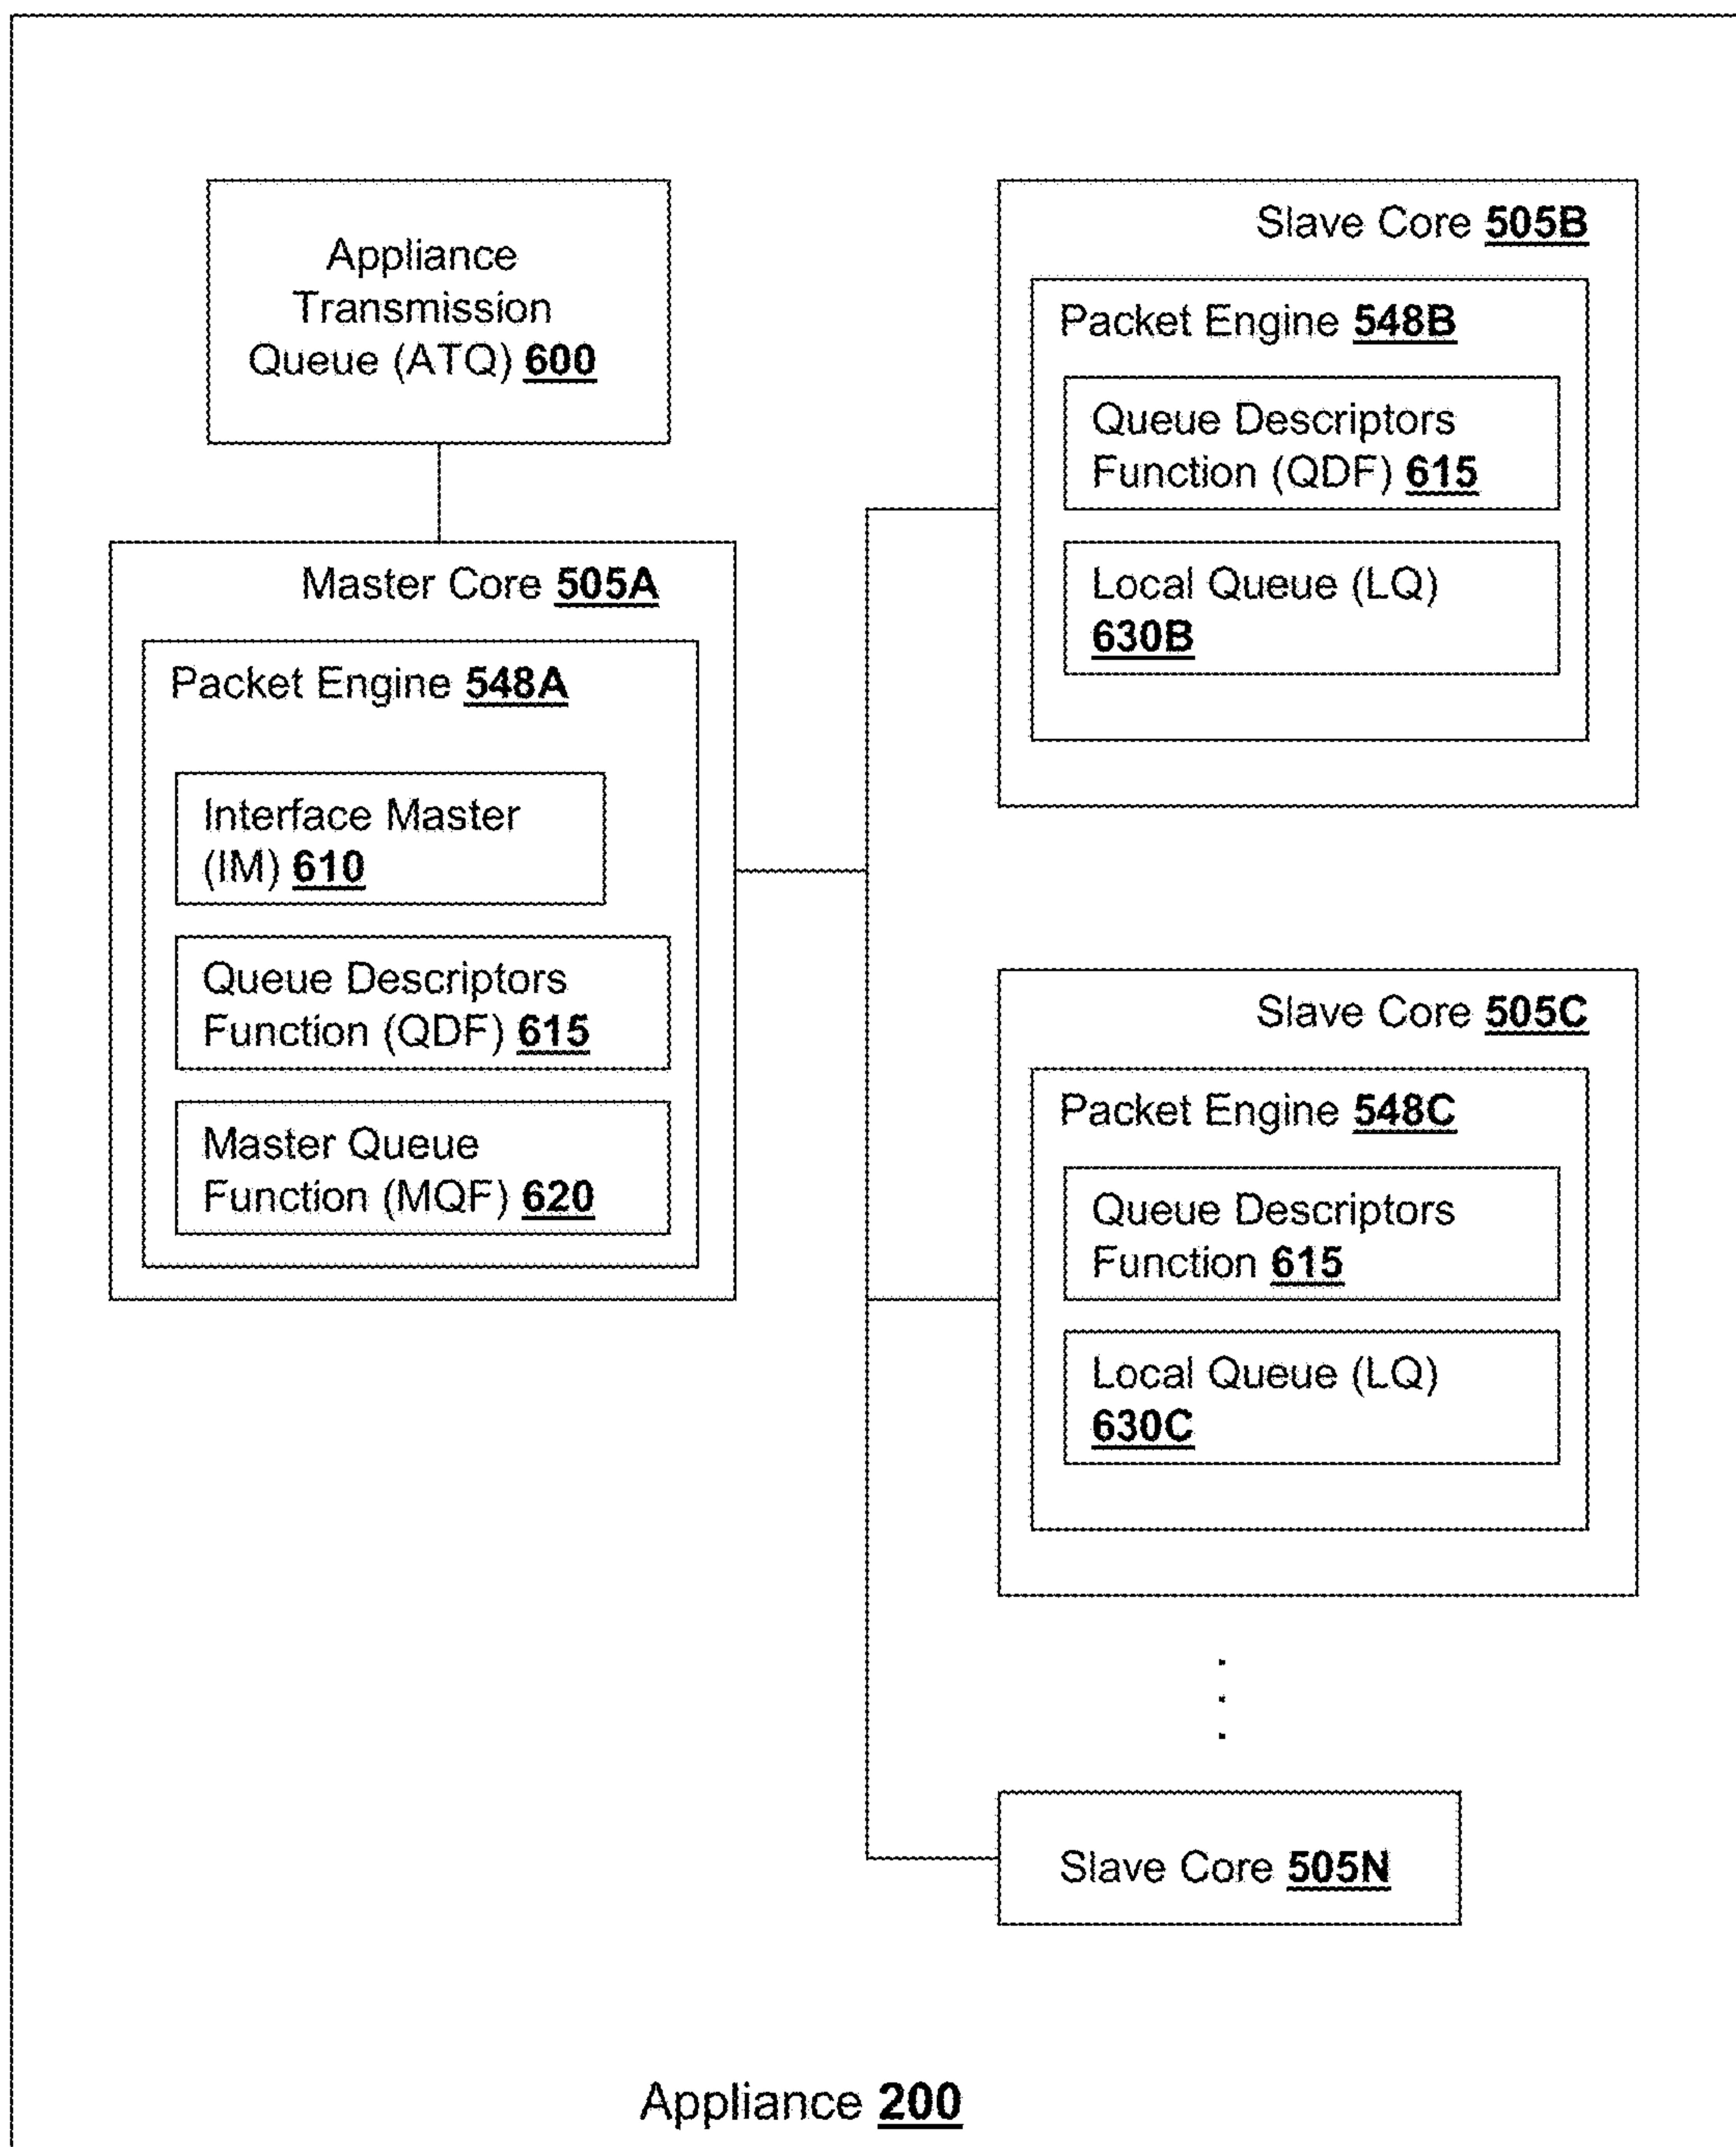 Appliance
Transmission
Queue (ATQ) 600
Master Core 505A
Packet Engine 548A
Interface Master
(IM) 610
Queue Descriptors
Function (QDF) 615
Master Queue
Function (MQF) 620
Slave Core 505B
Packet Engine 548B
Queue Descriptors
Function (QDF) 615
Local Queue (LQ)
630B
Slave Core 505C
Packet Engine 548C
Queue Descriptors
Function 615
Local Queue (LQ)
630C
Slave Core 505N
Appliance 200